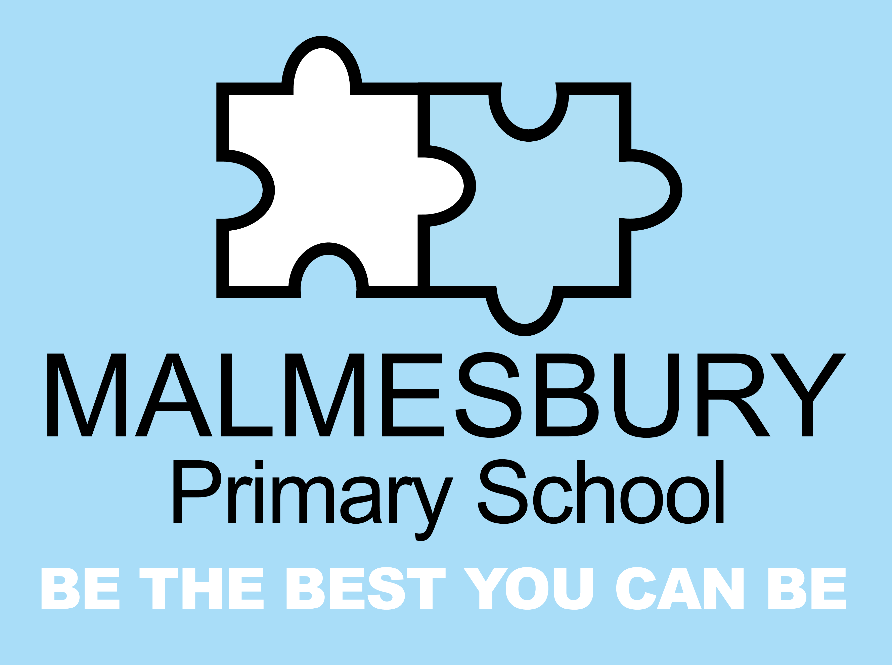 MALMESBURY
Primary School
BE THE BEST YOU CAN BE